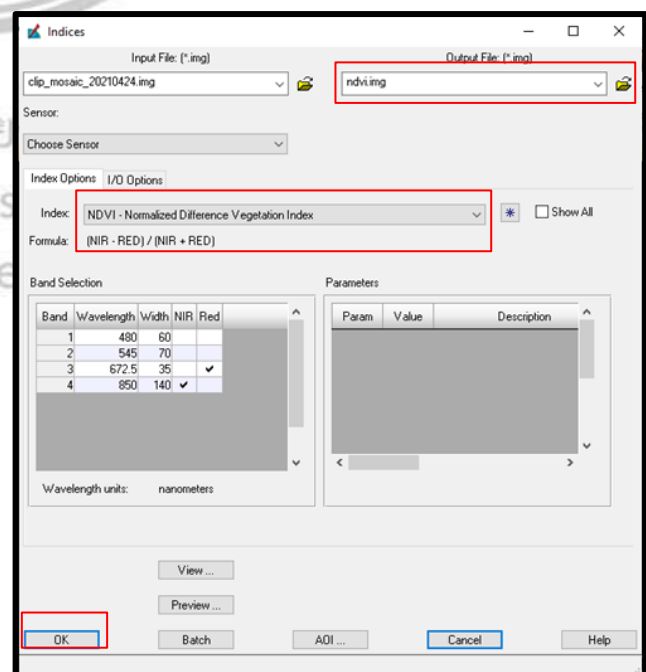 Indices
Input File: (*.img)
Output File: (*.img)
clip_mosaic_20210424.img
ndvi.img
Sensor:
Choose Sensor
Index Options
I/O Options
Index: NDVI - Normalized Difference Vegetation Index
Show All
Formula: (NIR - RED) / (NIR + RED)
Band Selection
Parameters
Band Wavelength Width NIR Red
Param Value Description
1 480 60
2 545 70
3 672.5 35
4 850 140
Wavelength units: nanometers
View ...
Preview ...
OK
Batch
AOI ...
Cancel
Help